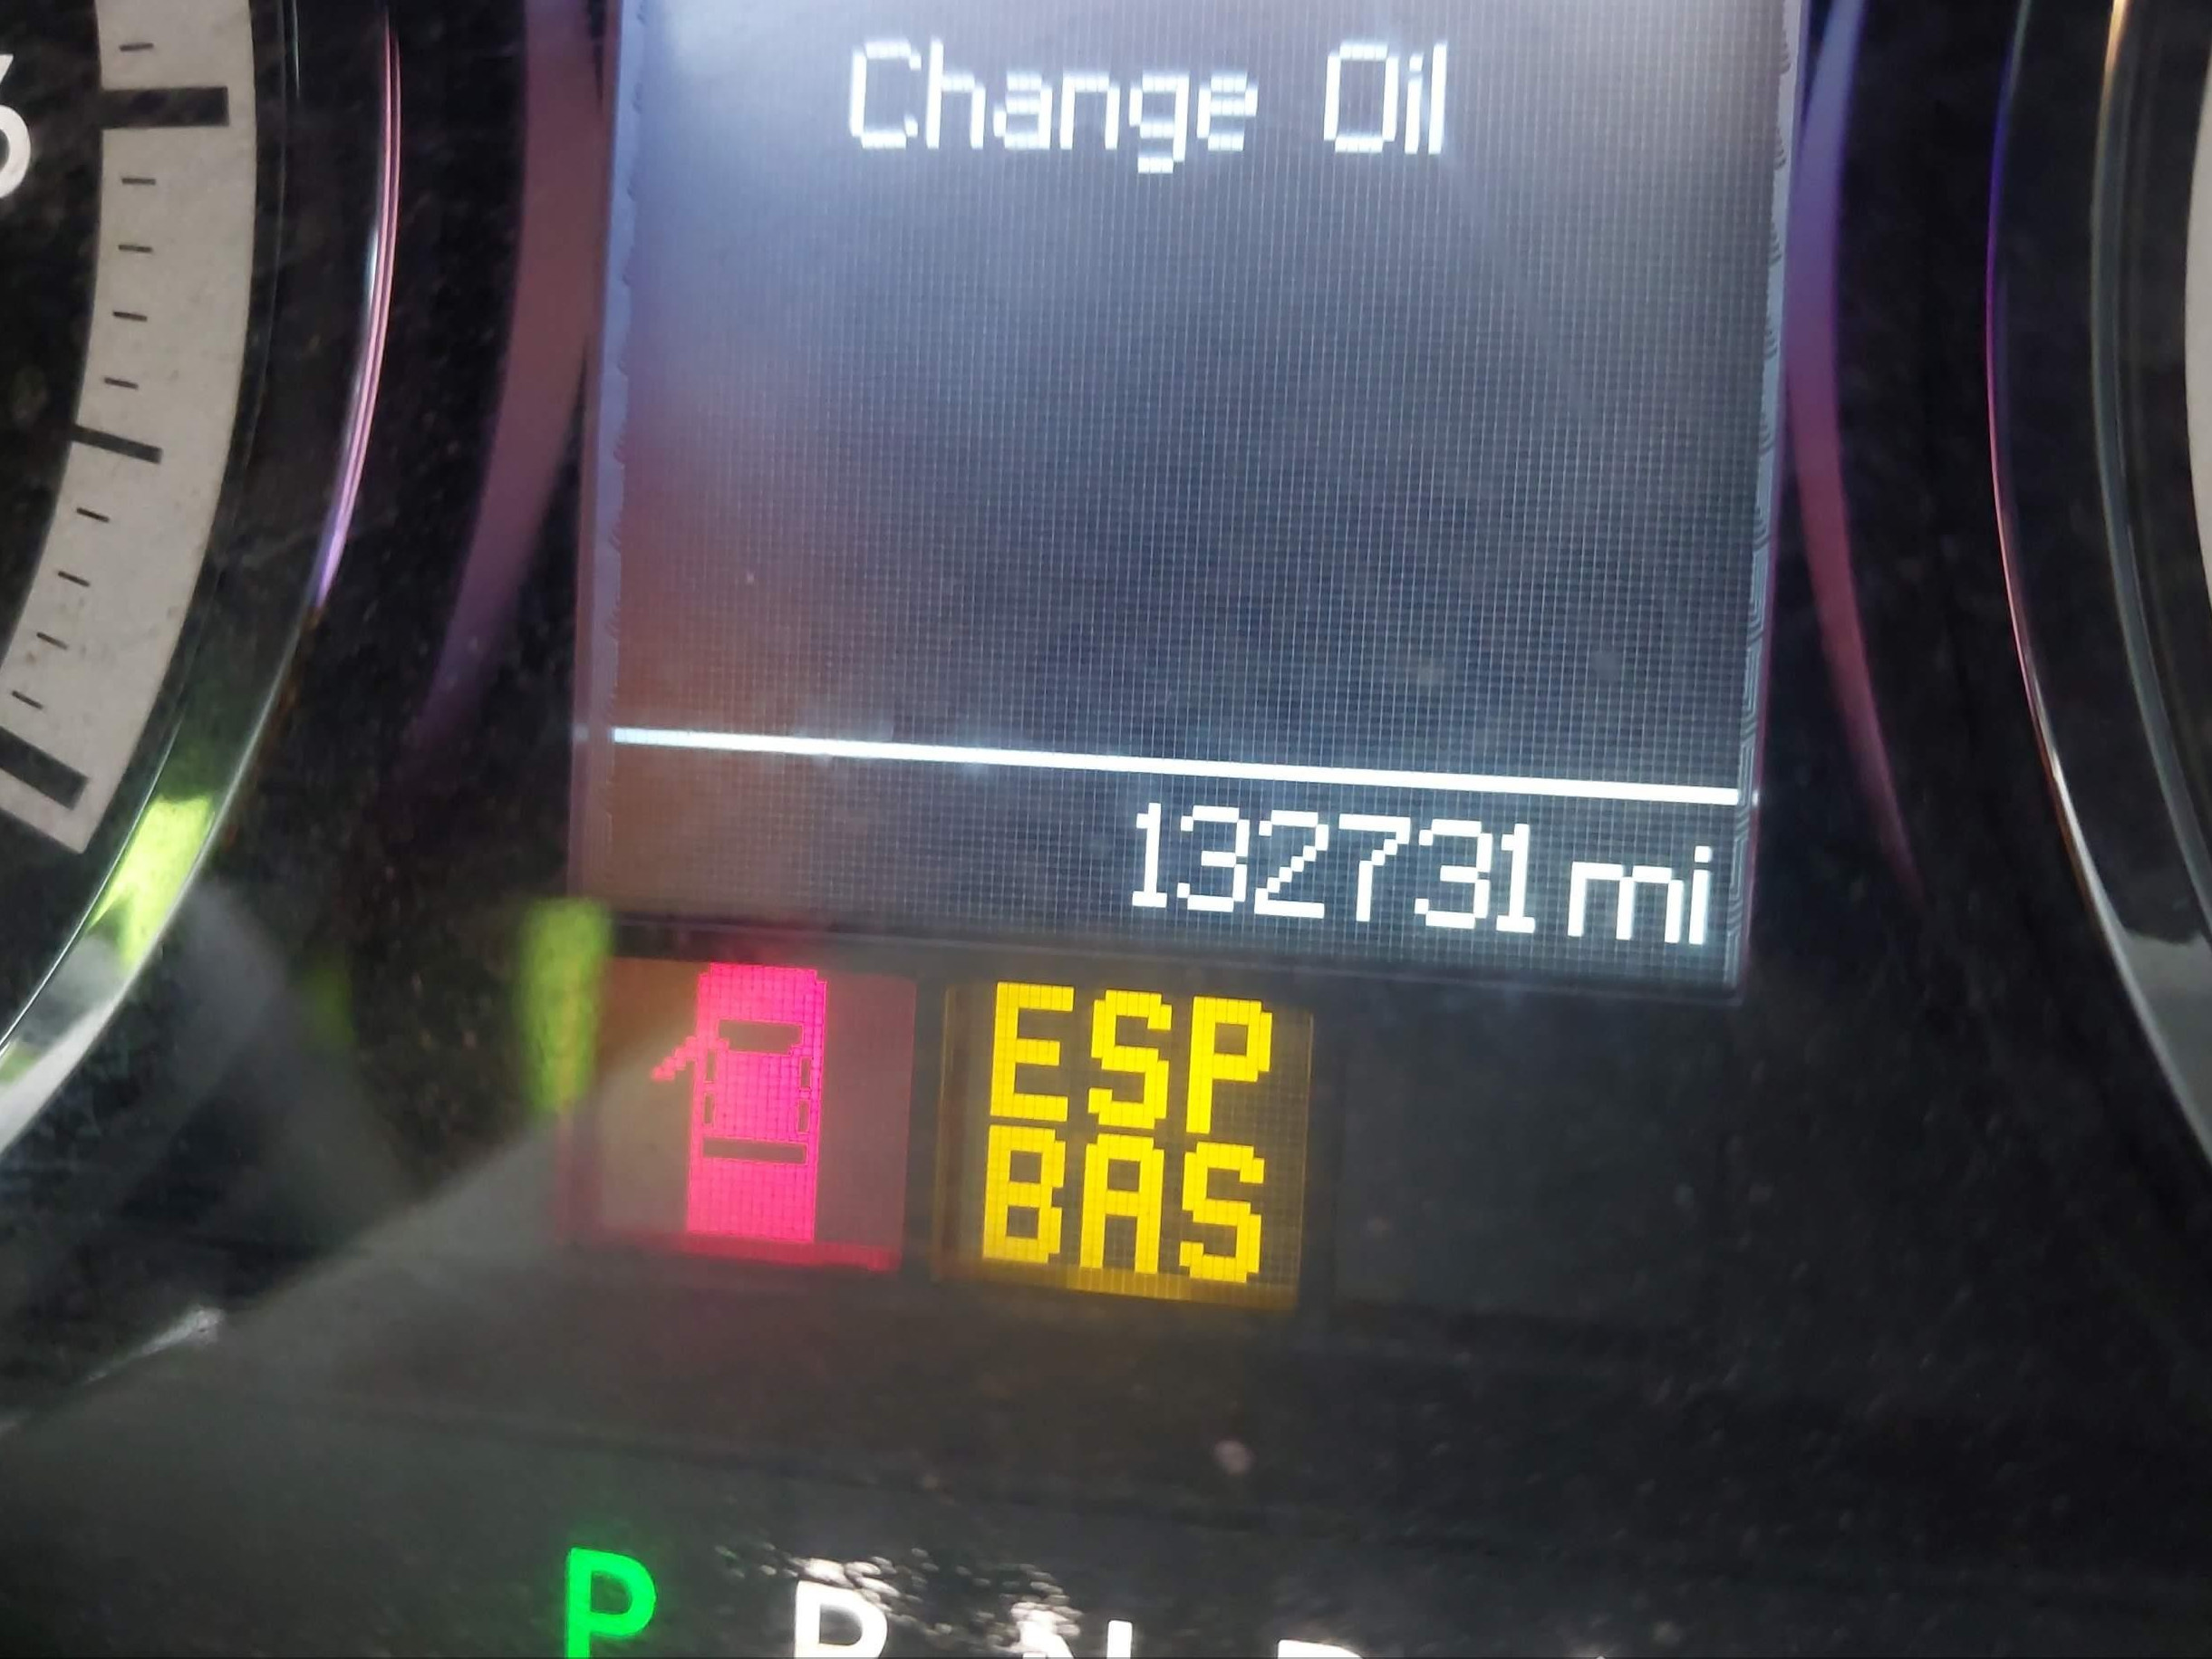 Change Oil
132731 mi
ESP
BAS
P R N